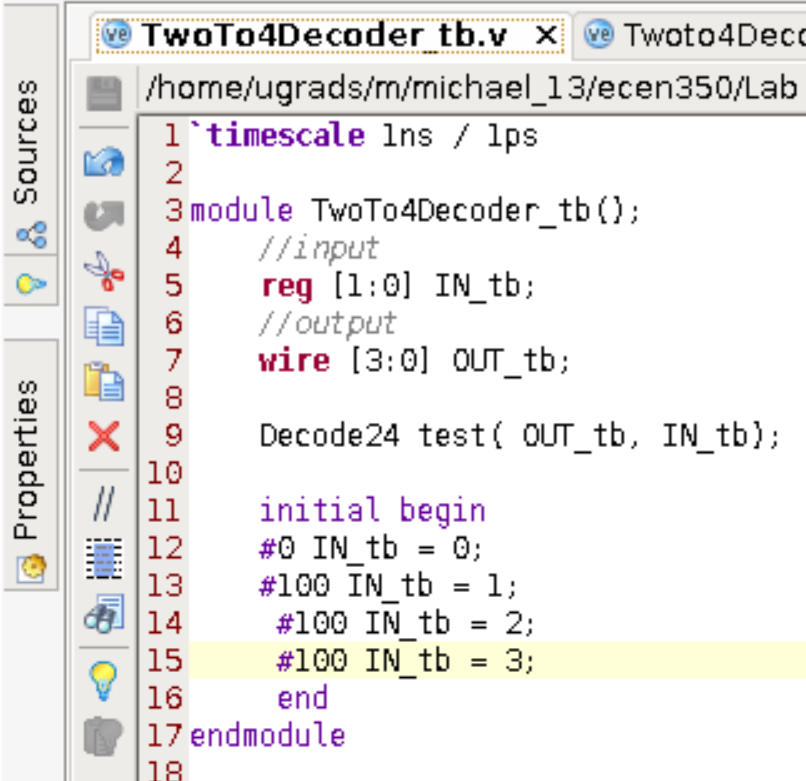 TwoTo4Decoder_tb.v × Twoto4Deco
/home/ugrads/m/michael_13/ecen350/Lab
Sources
Properties
1 `timescale 1ns / 1ps
2
3 module TwoTo4Decoder_tb();
4 //input
5 reg [1:0] IN_tb;
6 //output
7 wire [3:0] OUT_tb;
8
9 Decode24 test( OUT_tb, IN_tb);
10
11 initial begin
12 #0 IN_tb = 0;
13 #100 IN_tb = 1;
14 #100 IN_tb = 2;
15 #100 IN_tb = 3;
16 end
17 endmodule
18